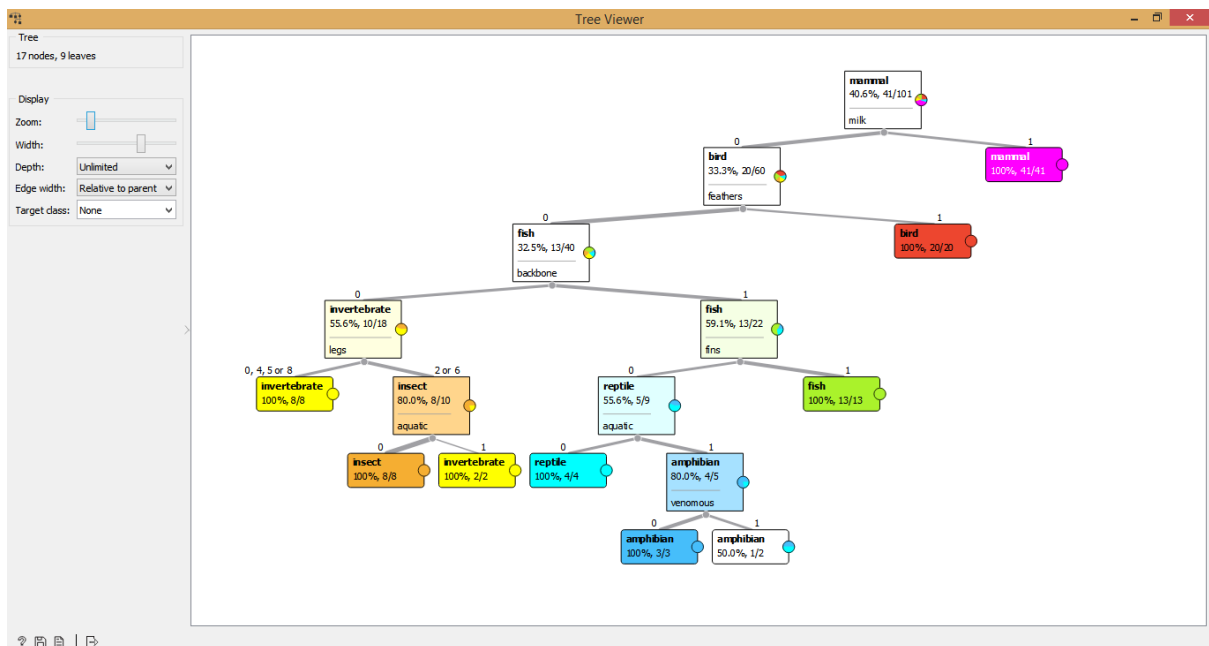 Tree Viewer
Tree
17 nodes, 9 leaves
Display
Zoom:
Width:
Depth: Unlimited
Edge width: Relative to parent
Target class: None
mammal
40.6%, 41/101
milk
0 1
bird
33.3%, 20/60
feathers
mammal
100%, 41/41
0 1
fish
32.5%, 13/40
backbone
bird
100%, 20/20
0 1
invertebrate
55.6%, 10/18
legs
fish
59.1%, 13/22
fins
0, 4, 5 or 8 2 or 6
0 1
invertebrate
100%, 8/8
insect
80.0%, 8/10
aquatic
reptile
55.6%, 5/9
aquatic
fish
100%, 13/13
0 1
0 1
insect
100%, 8/8
invertebrate
100%, 2/2
reptile
100%, 4/4
amphibian
80.0%, 4/5
venomous
0 1
amphibian
100%, 3/3
amphibian
50.0%, 1/2